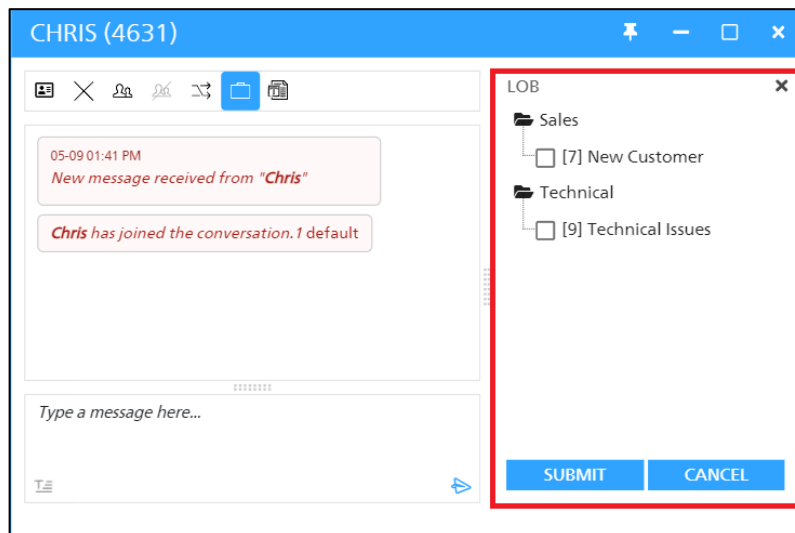 CHRIS (4631)
05-09 01:41 PM
New message received from "Chris"
Chris has joined the conversation.1 default
Type a message here...
LOB
Sales
[7] New Customer
Technical
[9] Technical Issues
SUBMIT
CANCEL